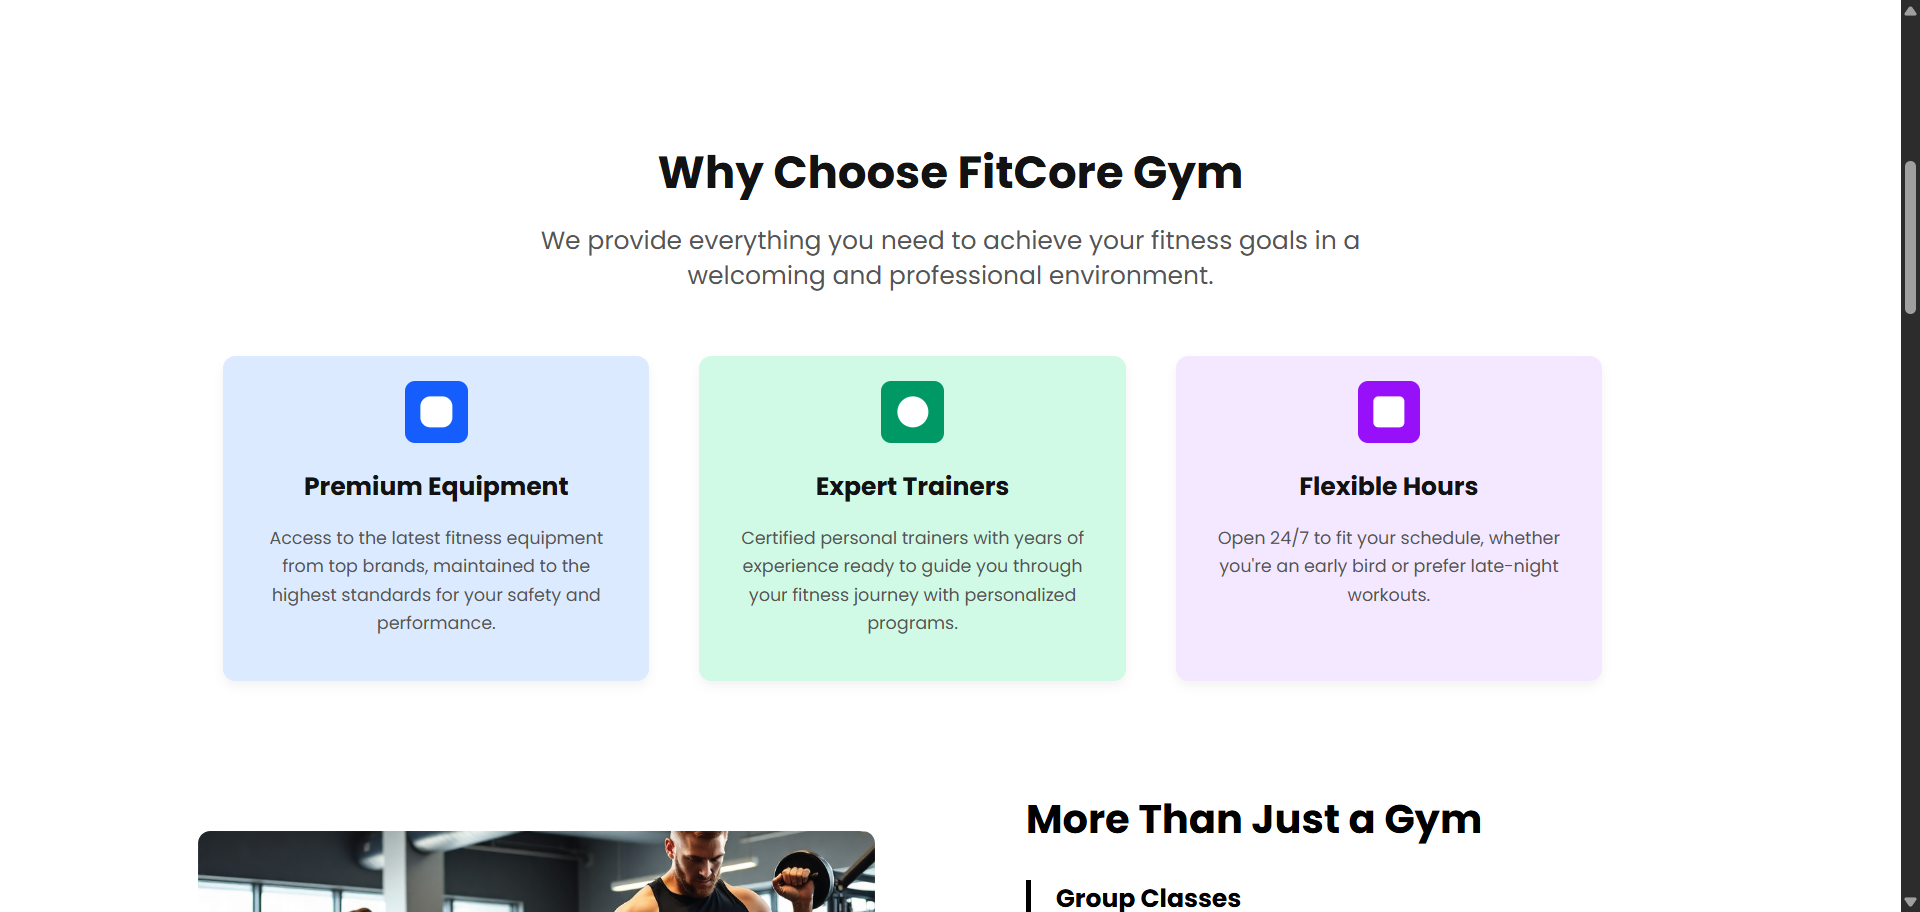 Why Choose FitCore Gym
We provide everything you need to achieve your fitness goals in a
welcoming and professional environment.
Premium Equipment
Access to the latest fitness equipment
from top brands, maintained to the
highest standards for your safety and
performance.
Expert Trainers
Certified personal trainers with years of
experience ready to guide you through
your fitness journey with personalized
programs.
Flexible Hours
Open 24/7 to fit your schedule, whether
you're an early bird or prefer late-night
workouts.
More Than Just a Gym
Group Classes